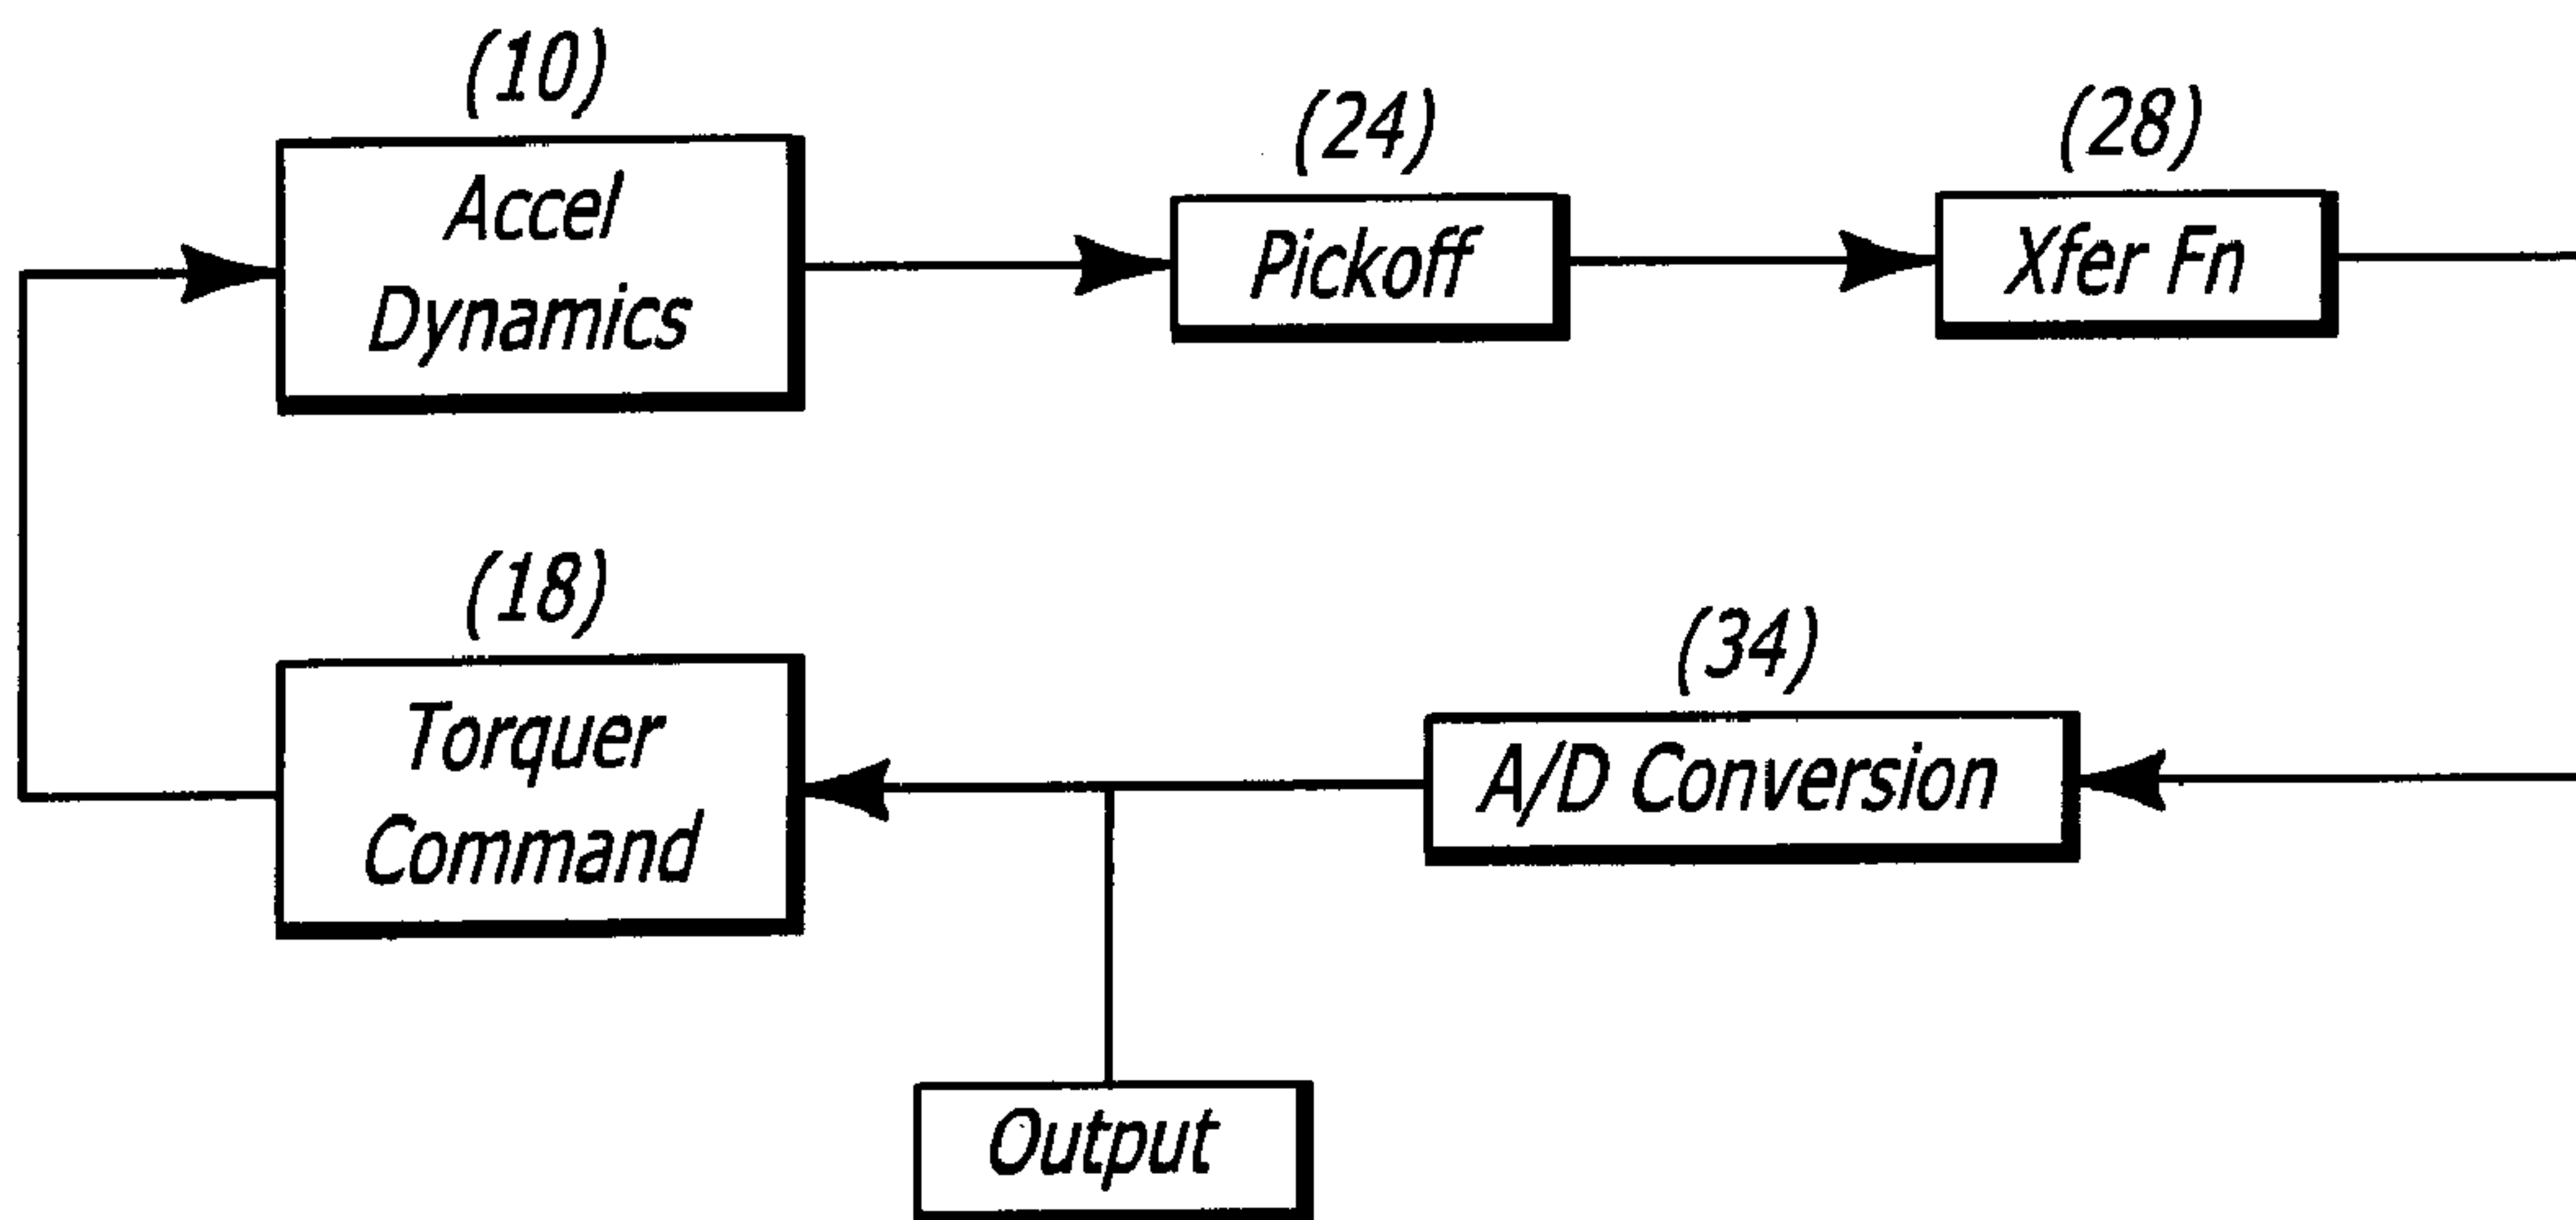 (10)
Accel
Dynamics
(24)
Pickoff
(28)
Xfer Fn
(18)
Torquer
Command
(34)
A/D Conversion
Output